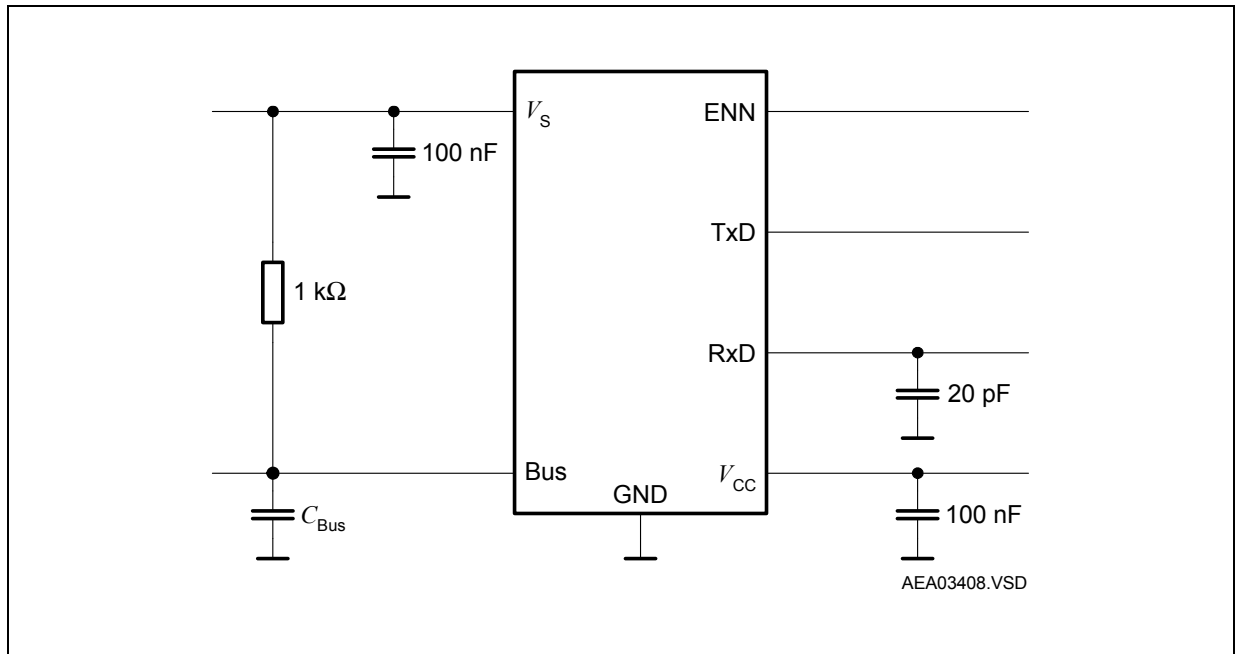 V_S
ENN
100 nF
TxD
1 kΩ
RxD
20 pF
Bus
V_CC
GND
C_Bus
100 nF
AEA03408.VSD